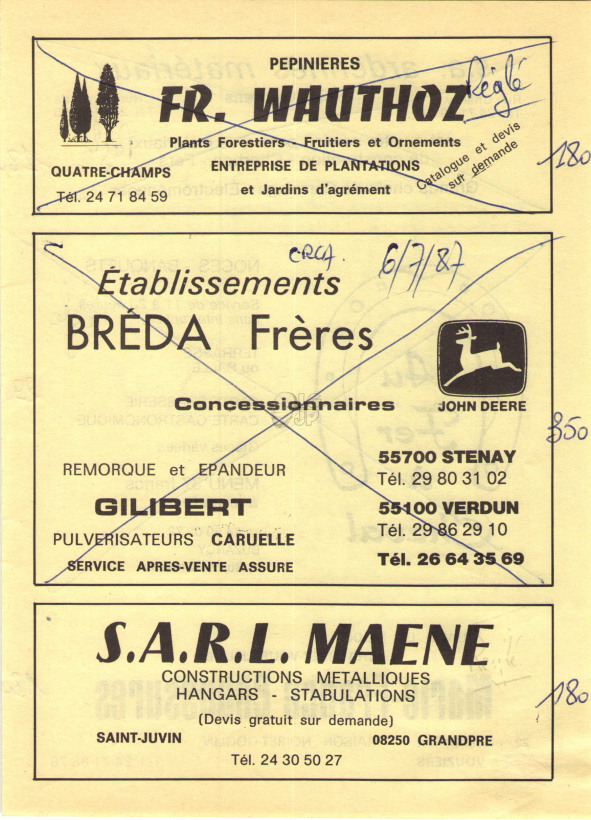 PEPINIERES
FR. WAUTHOZ
Réglé
Plants Forestiers - Fruitiers et Ornements
ENTREPRISE DE PLANTATIONS
et Jardins d'agrément
Catalogue et devis
sur demande
QUATRE-CHAMPS
Tél. 24 71 84 59
180
CRCA. 6/7/87
Établissements
BRÉDA Frères
Concessionnaires
JOHN DEERE
350
REMORQUE et EPANDEUR
GILIBERT
PULVERISATEURS CARUELLE
SERVICE APRES-VENTE ASSURE
55700 STENAY
Tél. 29 80 31 02
55100 VERDUN
Tél. 29 86 29 10
Tél. 26 64 35 69
S.A.R.L. MAENE
CONSTRUCTIONS METALLIQUES
HANGARS - STABULATIONS
(Devis gratuit sur demande)
SAINT-JUVIN 08250 GRANDPRE
Tél. 24 30 50 27
180